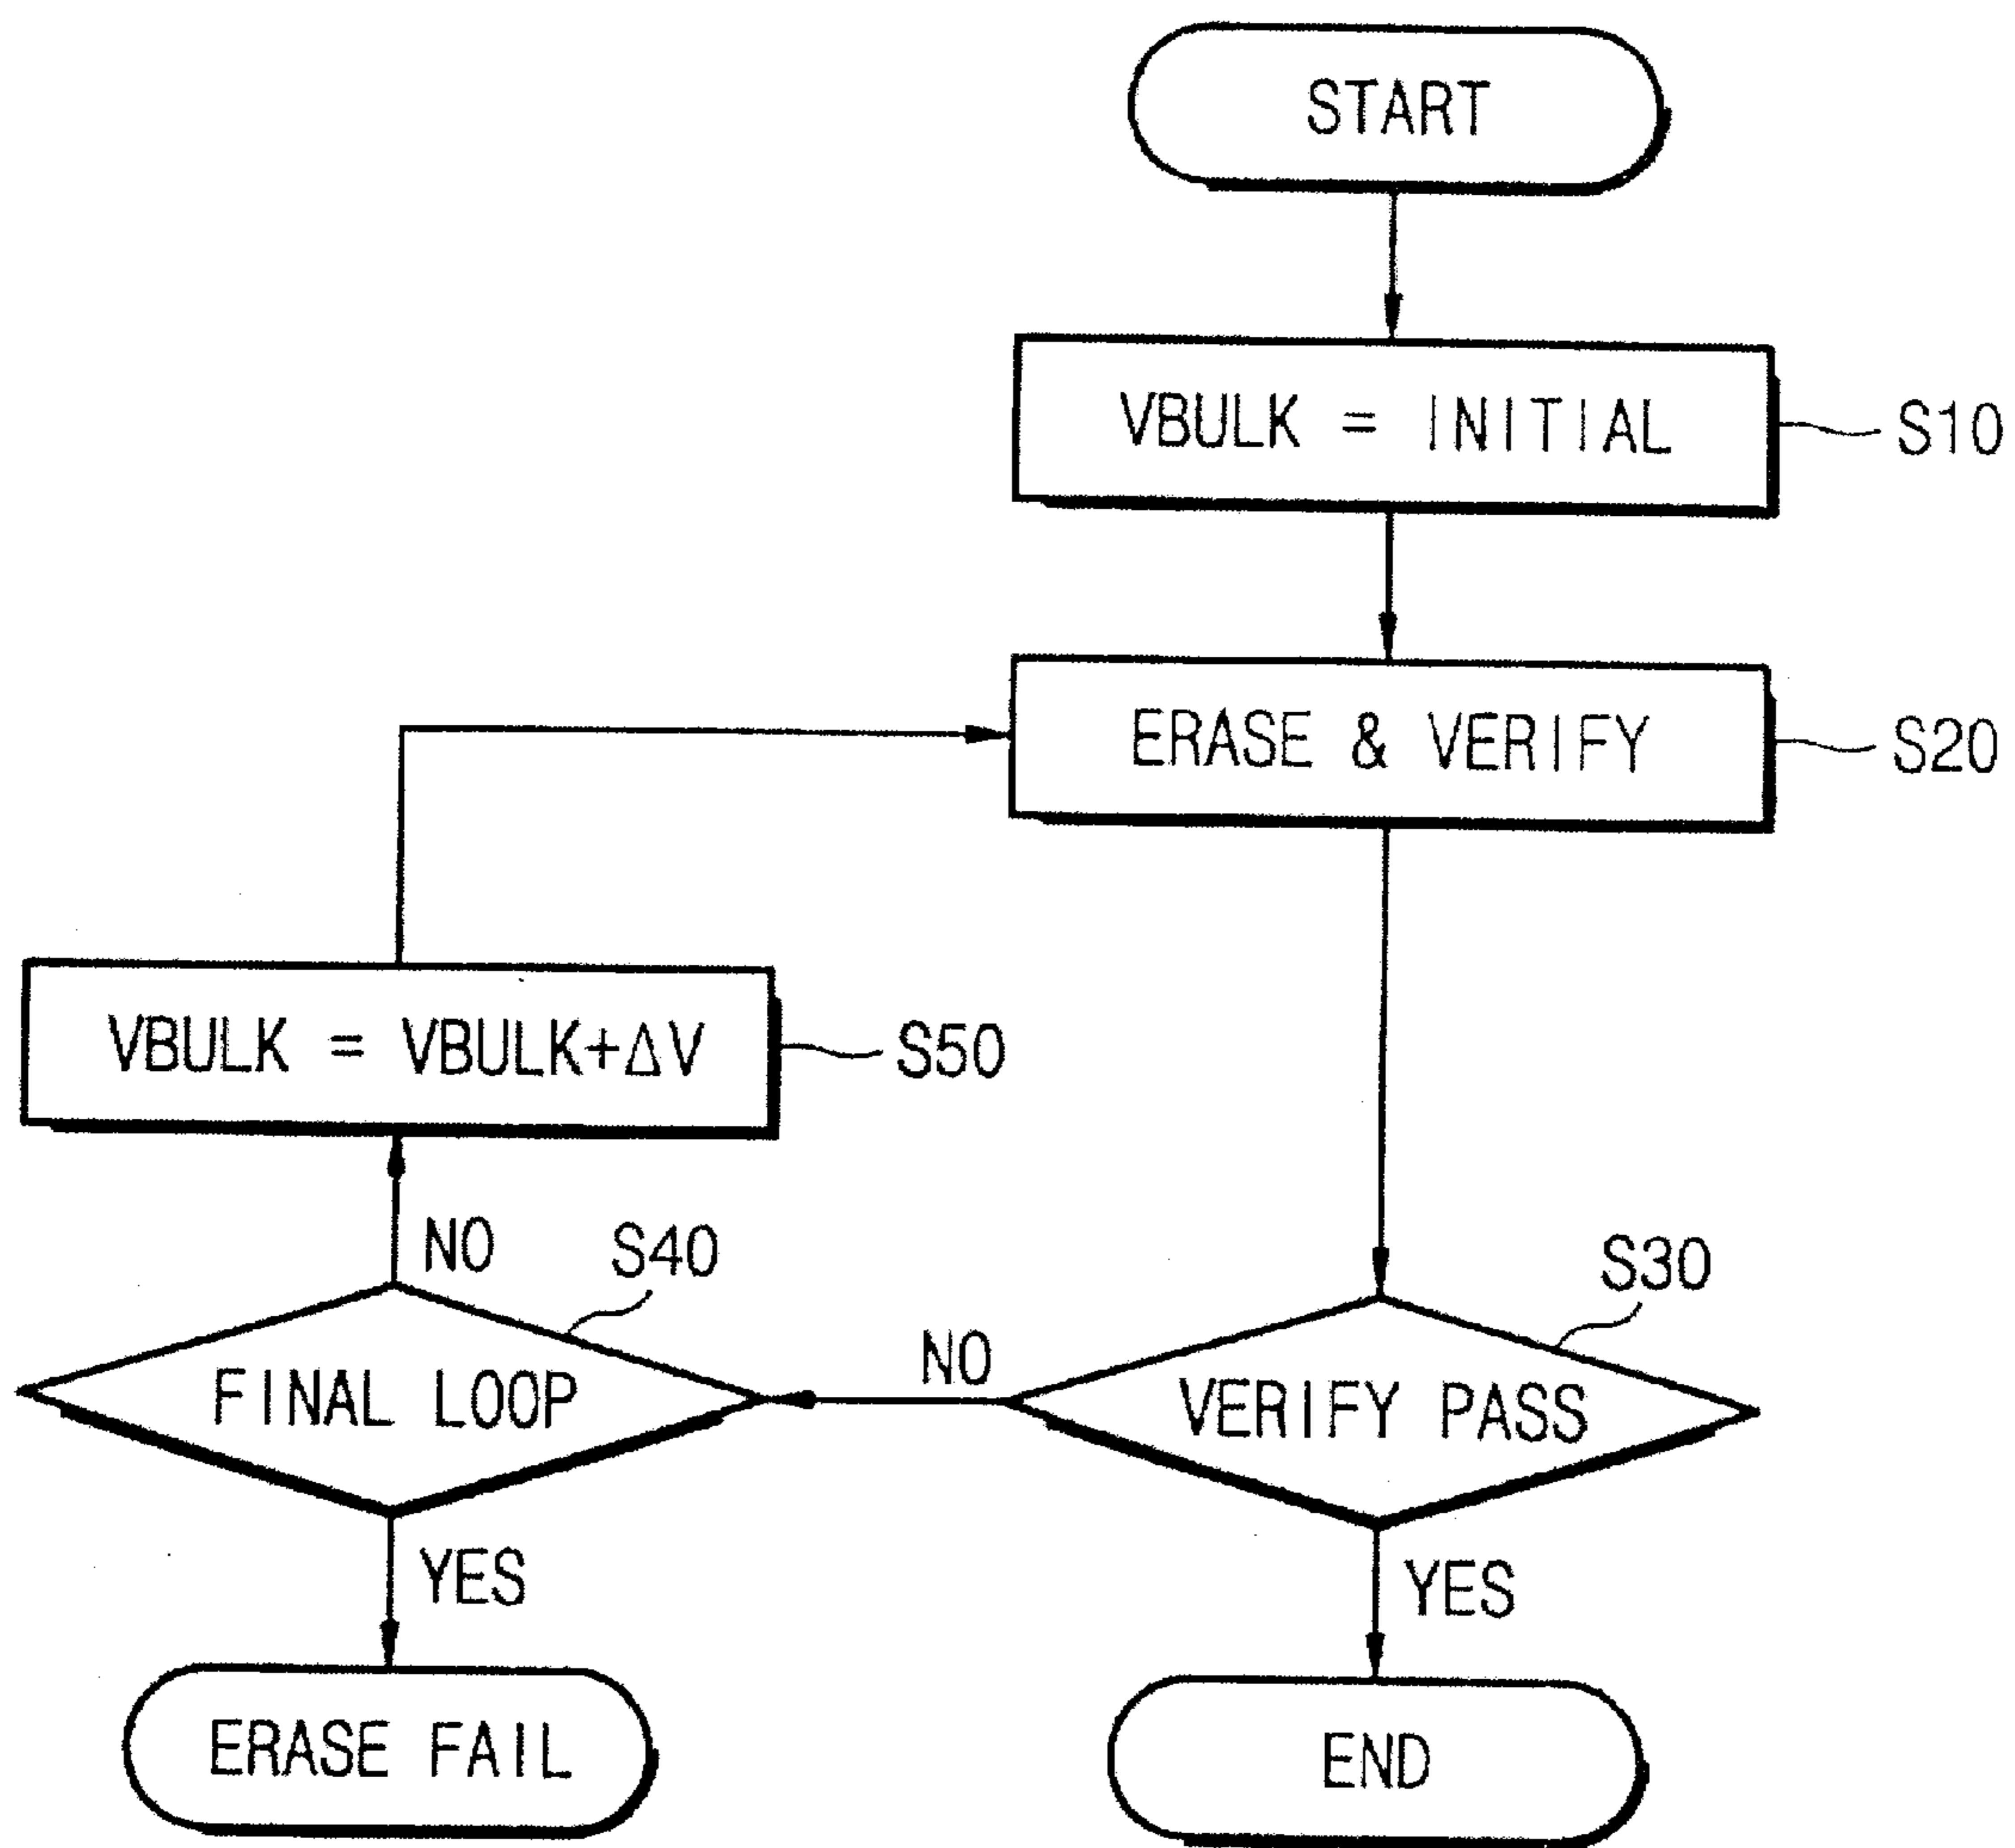 START
VBULK = INITIAL
S10
ERASE & VERIFY
S20
VBULK = VBULK+ΔV
S50
NO
S40
S30
FINAL LOOP
NO
VERIFY PASS
YES
YES
ERASE FAIL
END